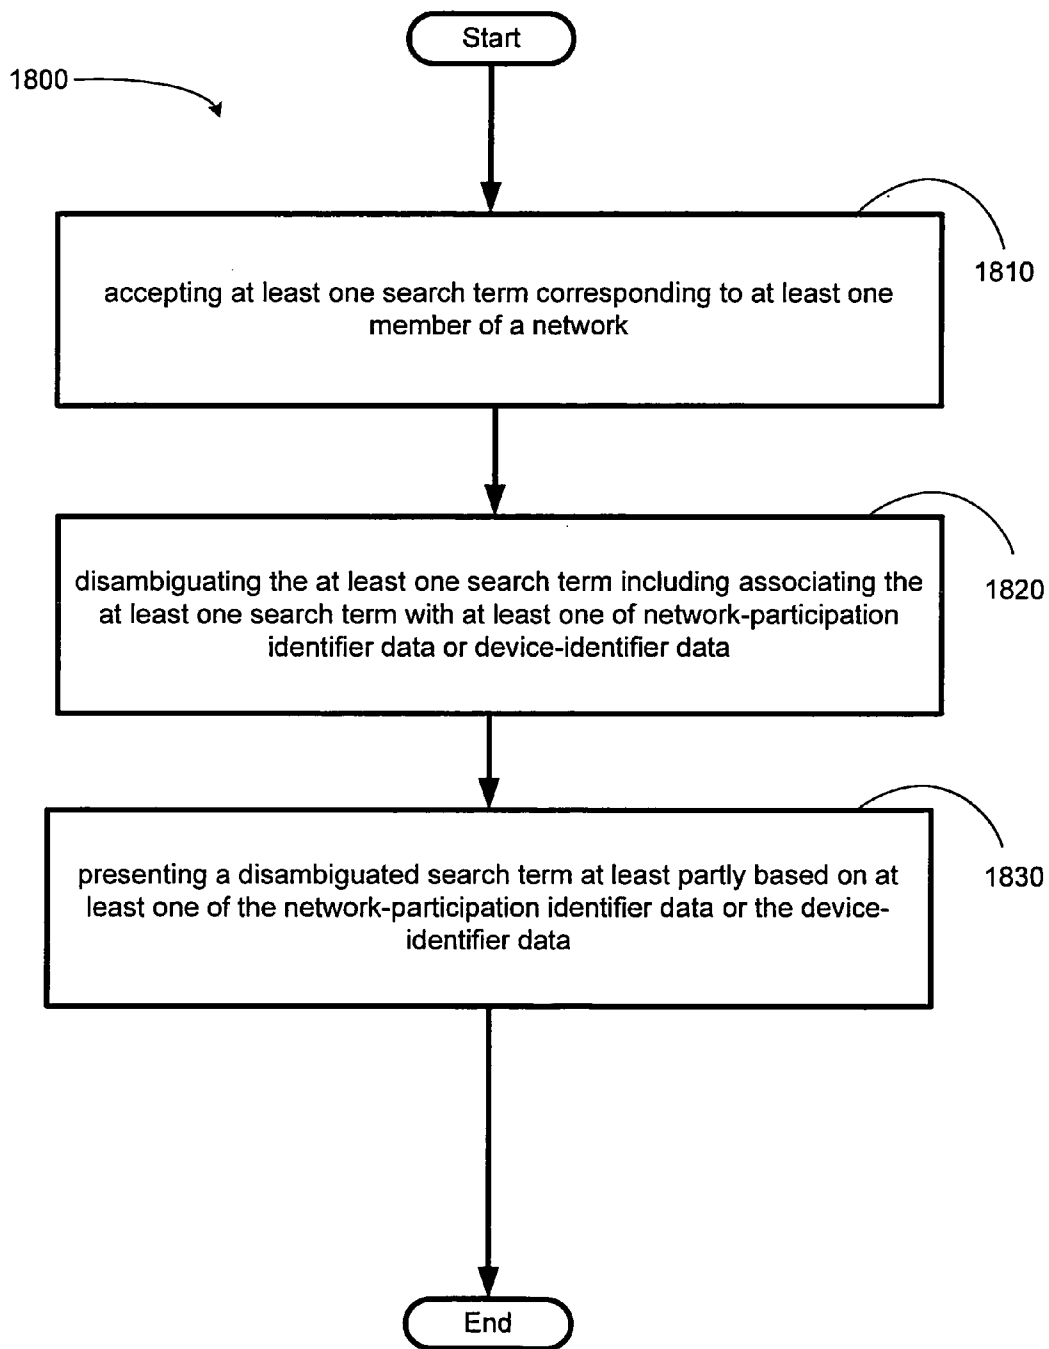 Start
1800
accepting at least one search term corresponding to at least one
member of a network
1810
disambiguating the at least one search term including associating the
at least one search term with at least one of network-participation
identifier data or device-identifier data
1820
presenting a disambiguated search term at least partly based on at
least one of the network-participation identifier data or the device-
identifier data
1830
End